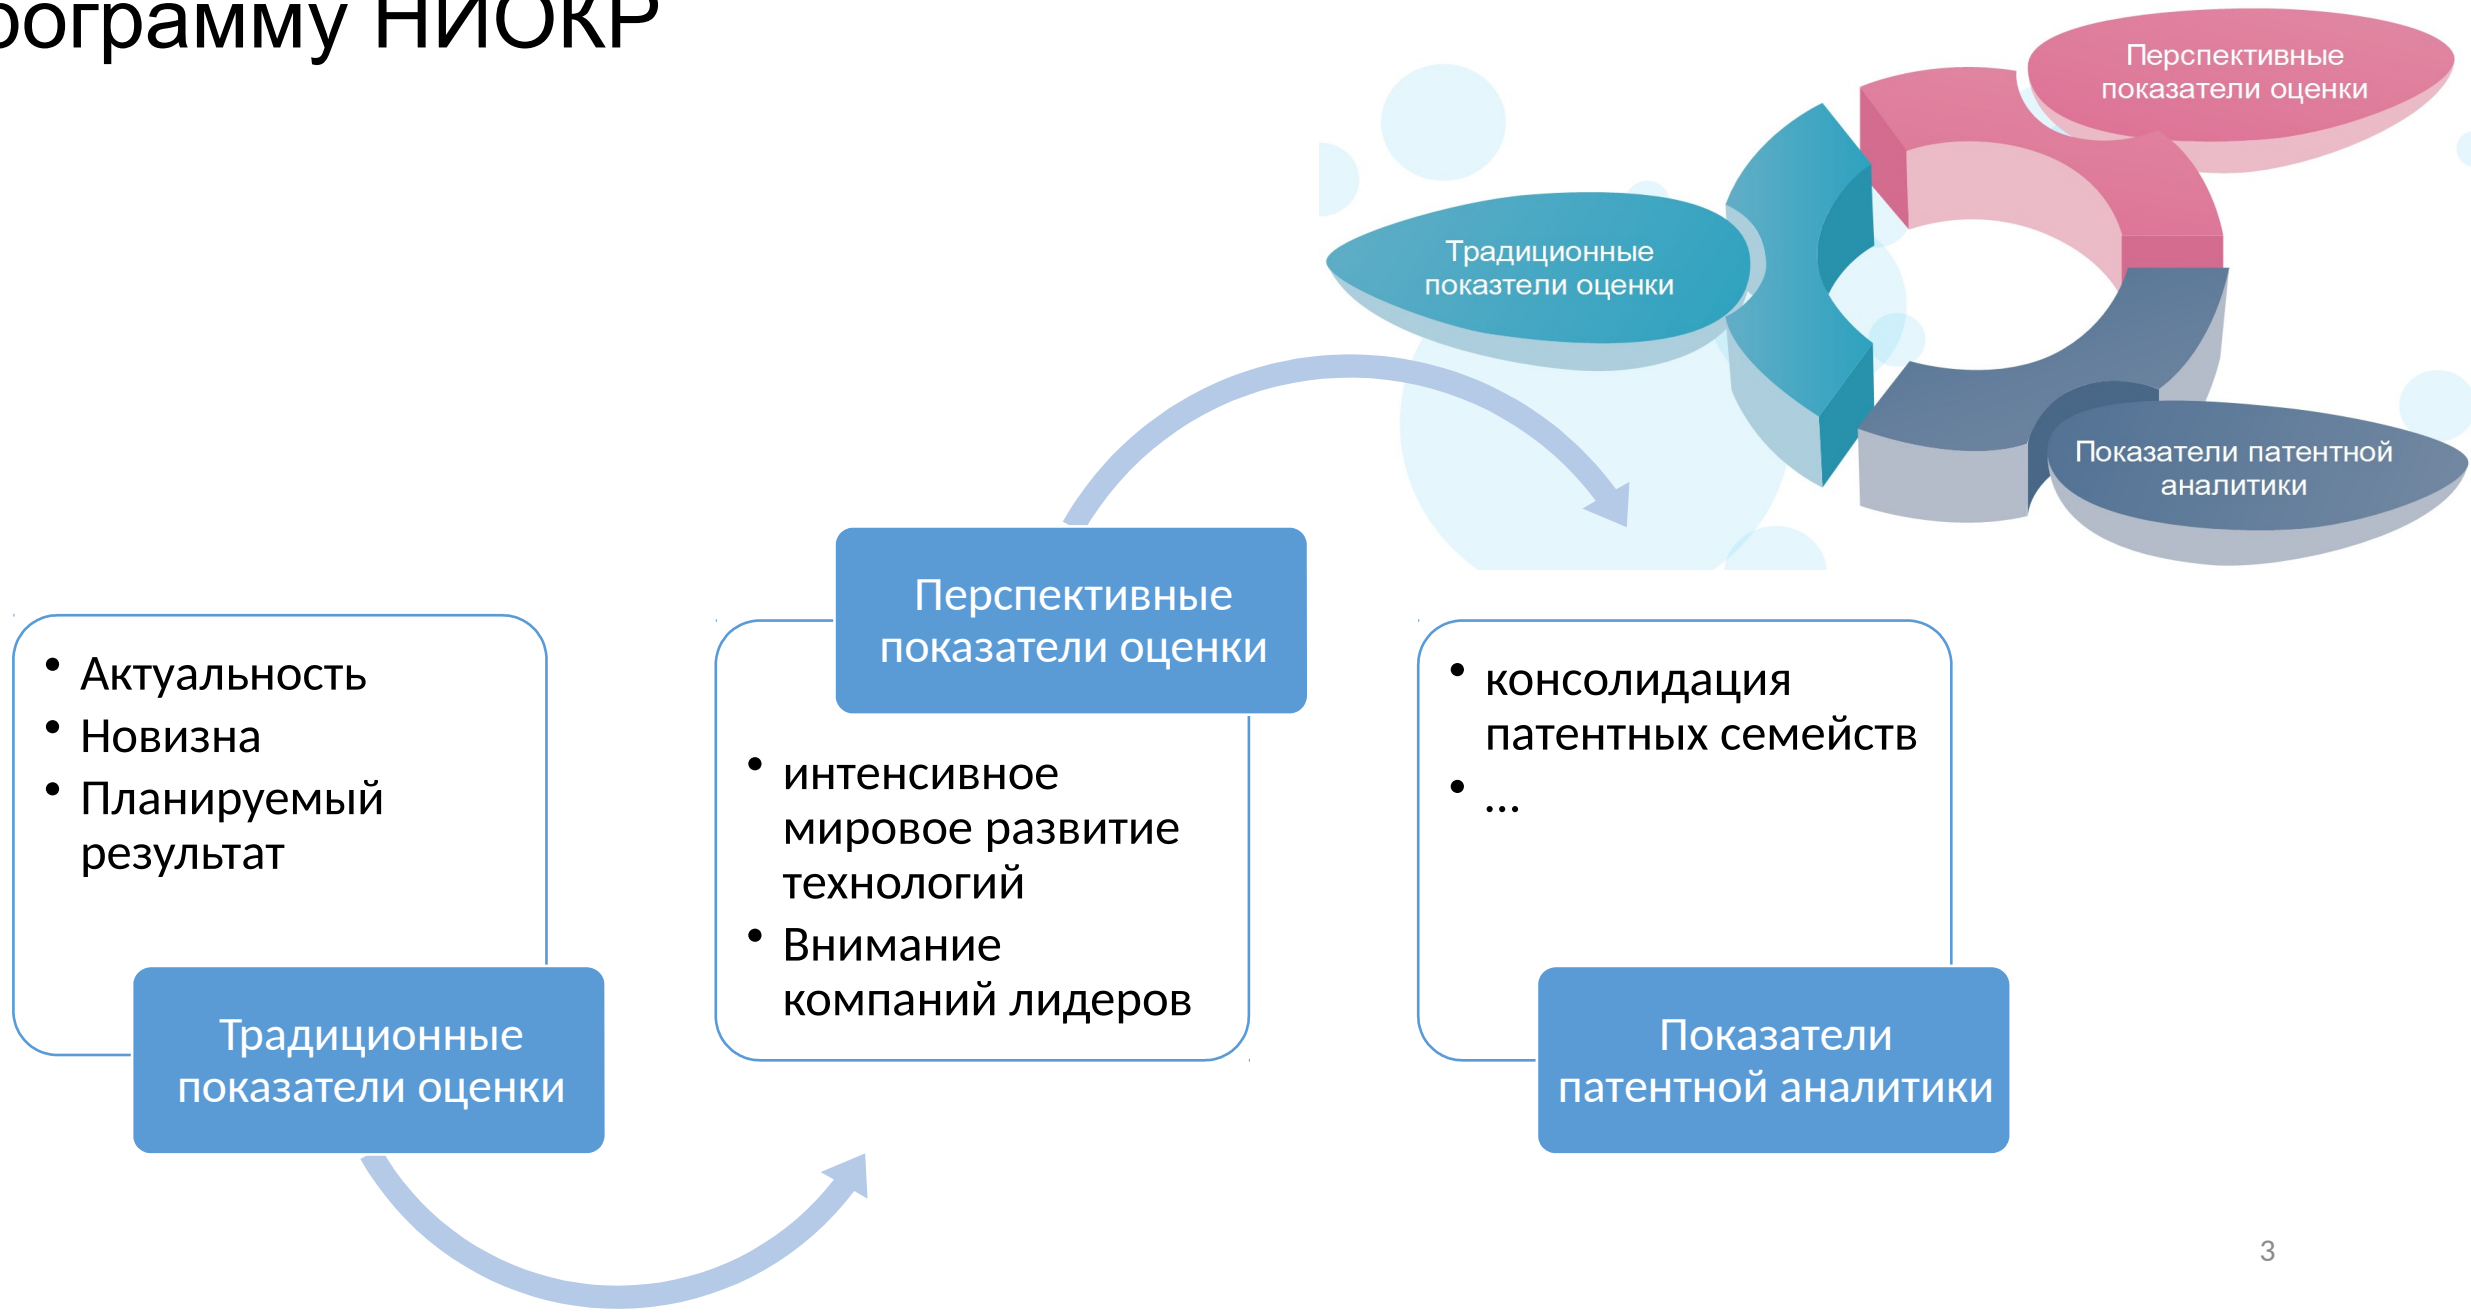 рограмму НИОКР
Перспективные
показатели оценки
Традиционные
показтели оценки
Показатели патентной
аналитики
• Актуальность
• Новизна
• Планируемый
результат
Традиционные
показатели оценки
Перспективные
показатели оценки
• интенсивное
мировое развитие
технологий
• Внимание
компаний лидеров
• консолидация
патентных семейств
• ...
Показатели
патентной аналитики
3